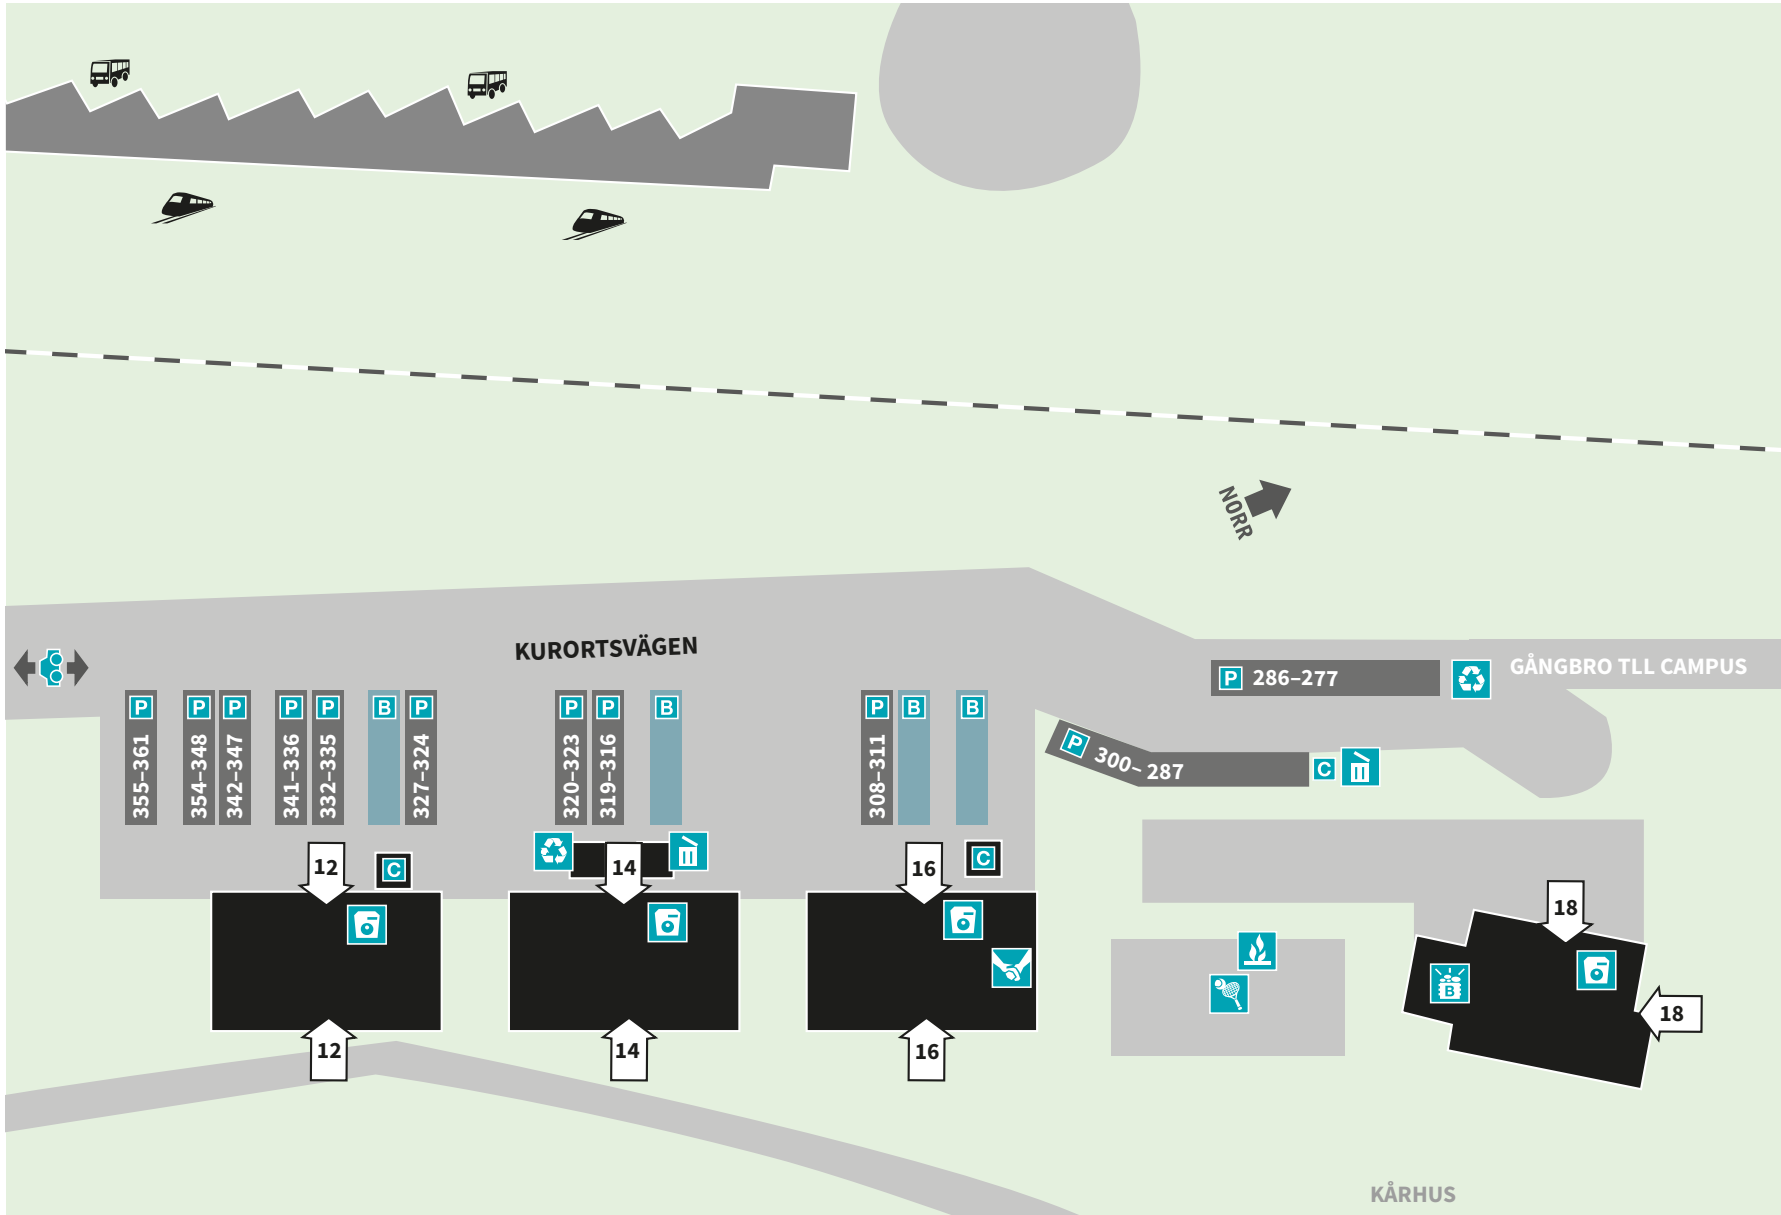 NORR
KURORTSVÄGEN
GÅNGBRO TLL CAMPUS
P 286–277
P 355–361
P 354–348
P 342–347
P 341–336
P 332–335
B
P 327–324
P 320–323
P 319–316
B
P 308–311
B
B
P 300–287
C
12
C
14
16
C
18
B
18
12
14
16
KÅRHUS